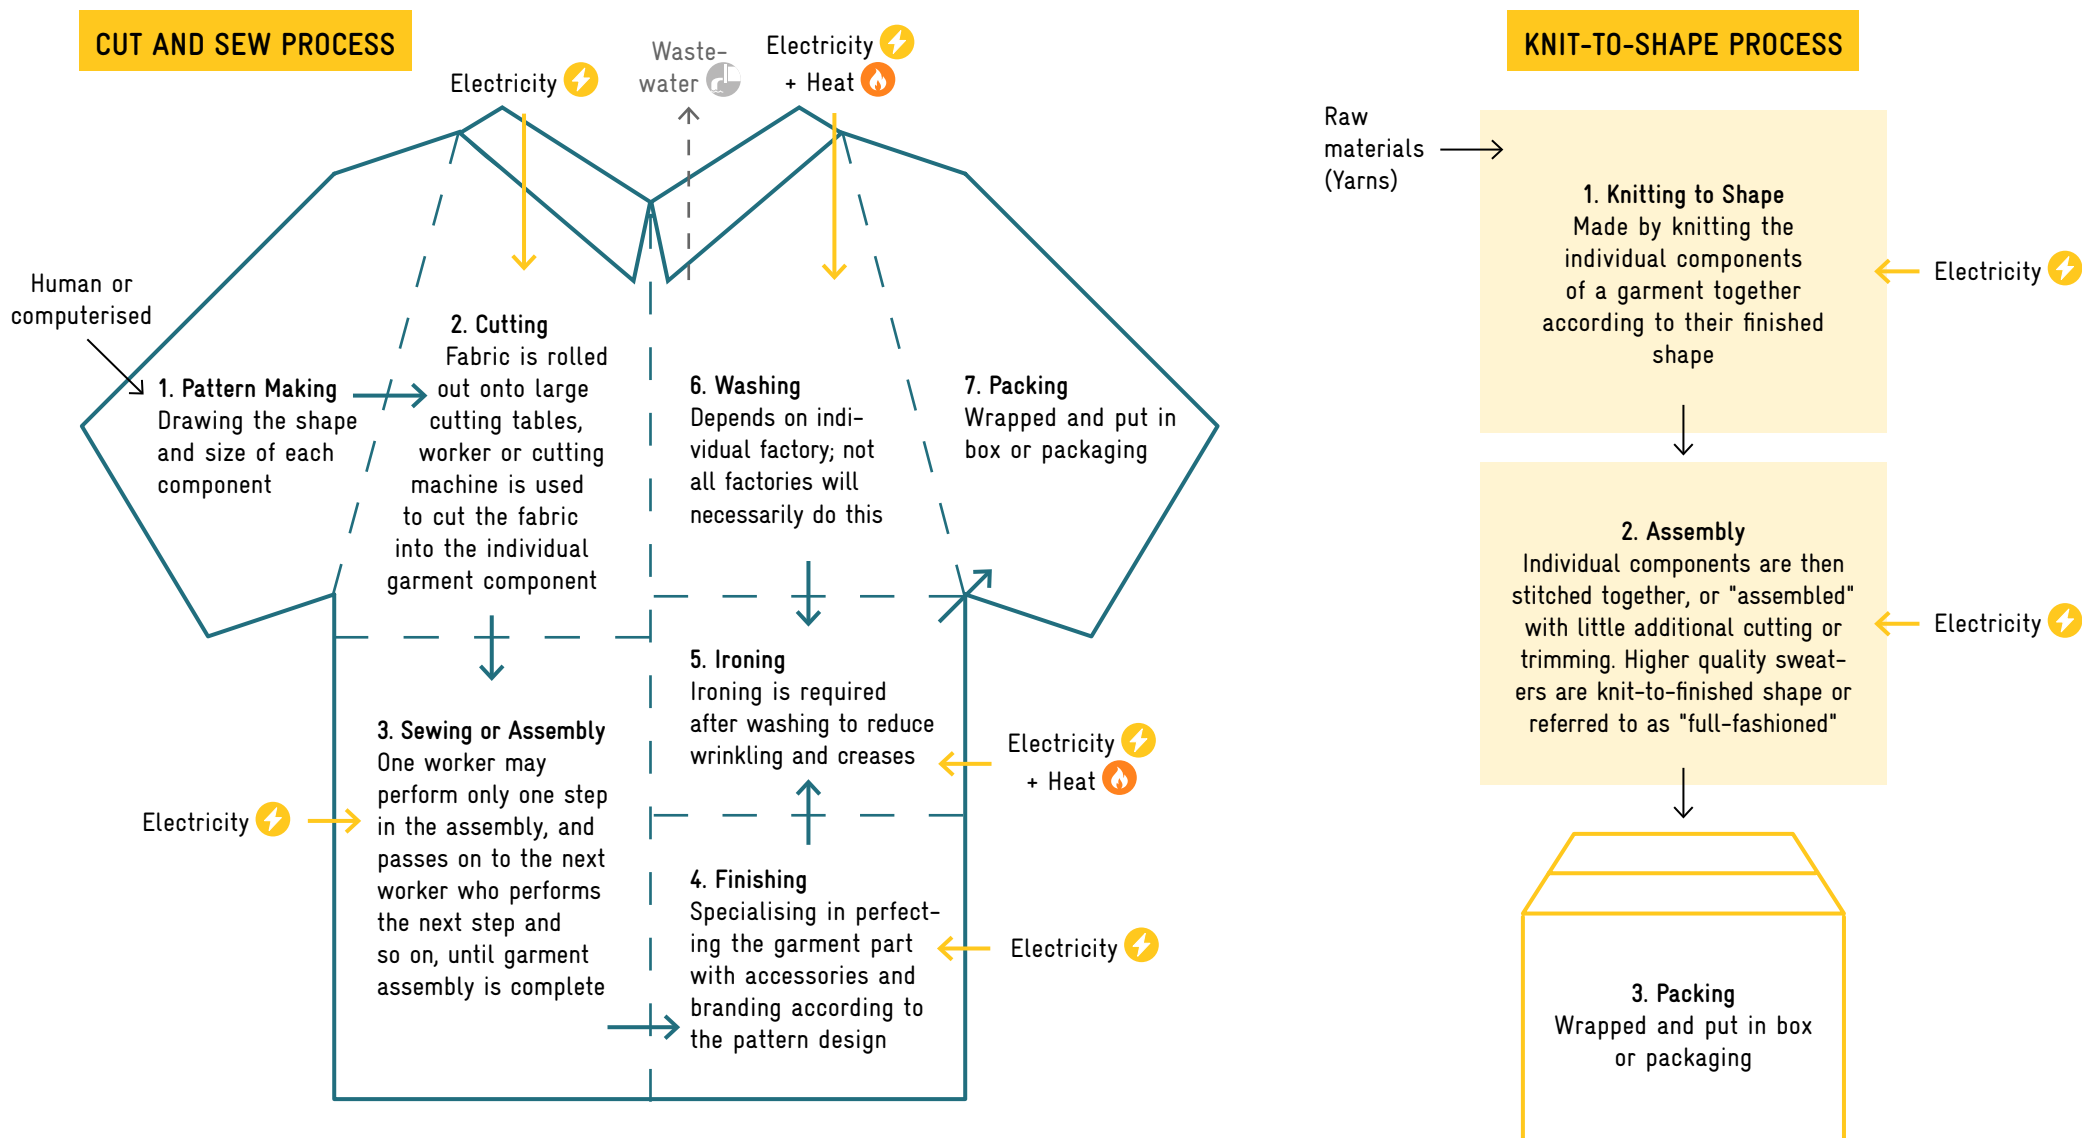 CUT AND SEW PROCESS
Electricity
Waste-
water
Electricity
+ Heat
Human or
computerised
1. Pattern Making
Drawing the shape
and size of each
component
2. Cutting
Fabric is rolled
out onto large
cutting tables,
worker or cutting
machine is used
to cut the fabric
into the individual
garment component
3. Sewing or Assembly
One worker may
perform only one step
in the assembly, and
passes on to the next
worker who performs
the next step and
so on, until garment
assembly is complete
Electricity
4. Finishing
Specialising in perfect-
ing the garment part
with accessories and
branding according to
the pattern design
Electricity
5. Ironing
Ironing is required
after washing to reduce
wrinkling and creases
Electricity
+ Heat
6. Washing
Depends on indi-
vidual factory; not
all factories will
necessarily do this
7. Packing
Wrapped and put in
box or packaging
KNIT-TO-SHAPE PROCESS
Raw
materials
(Yarns)
1. Knitting to Shape
Made by knitting the
individual components
of a garment together
according to their finished
shape
Electricity
2. Assembly
Individual components are then
stitched together, or "assembled"
with little additional cutting or
trimming. Higher quality sweat-
ers are knit-to-finished shape or
referred to as "full-fashioned"
Electricity
3. Packing
Wrapped and put in box
or packaging